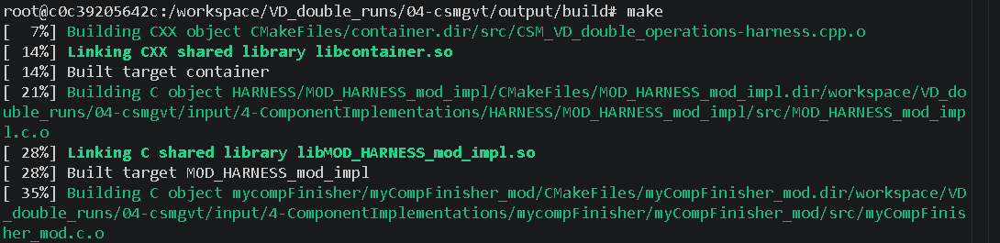 root@c0c39205642c:/workspace/VD_double_runs/04-csmgvt/output/build# make
[  7%] Building CXX object CMakeFiles/container.dir/src/CSM_VD_double_operations-harness.cpp.o
[ 14%] Linking CXX shared library libcontainer.so
[ 14%] Built target container
[ 21%] Building C object HARNESS/MOD_HARNESS_mod_impl/CMakeFiles/MOD_HARNESS_mod_impl.dir/workspace/VD_do
uble_runs/04-csmgvt/input/4-ComponentImplementations/HARNESS/MOD_HARNESS_mod_impl/src/MOD_HARNESS_mod_imp
l.c.o
[ 28%] Linking C shared library libMOD_HARNESS_mod_impl.so
[ 28%] Built target MOD_HARNESS_mod_impl
[ 35%] Building C object mycompFinisher/myCompFinisher_mod/CMakeFiles/myCompFinisher_mod.dir/workspace/VD
_double_runs/04-csmgvt/input/4-ComponentImplementations/mycompFinisher/myCompFinisher_mod/src/myCompFinis
her_mod.c.o